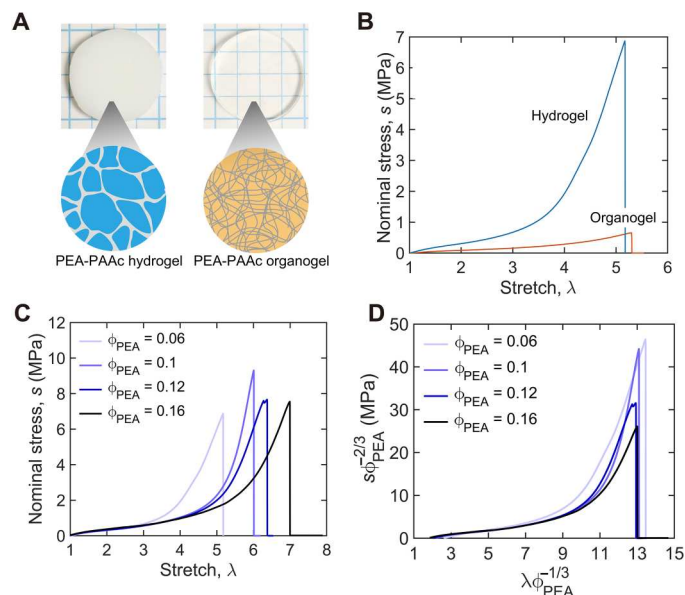 A
PEA-PAAc hydrogel
PEA-PAAc organogel
B
Nominal stress, s (MPa)
7
6
5
4
3
2
1
0
Hydrogel
Organogel
1 2 3 4 5 6
Stretch, λ
C
Nominal stress, s (MPa)
12
10
8
6
4
2
0
ϕPEA = 0.06
ϕPEA = 0.1
ϕPEA = 0.12
ϕPEA = 0.16
1 2 3 4 5 6 7 8
Stretch, λ
D
sϕPEA^-2/3 (MPa)
50
40
30
20
10
0
ϕPEA = 0.06
ϕPEA = 0.1
ϕPEA = 0.12
ϕPEA = 0.16
1 3 5 7 9 11 13 15
λϕPEA^-1/3